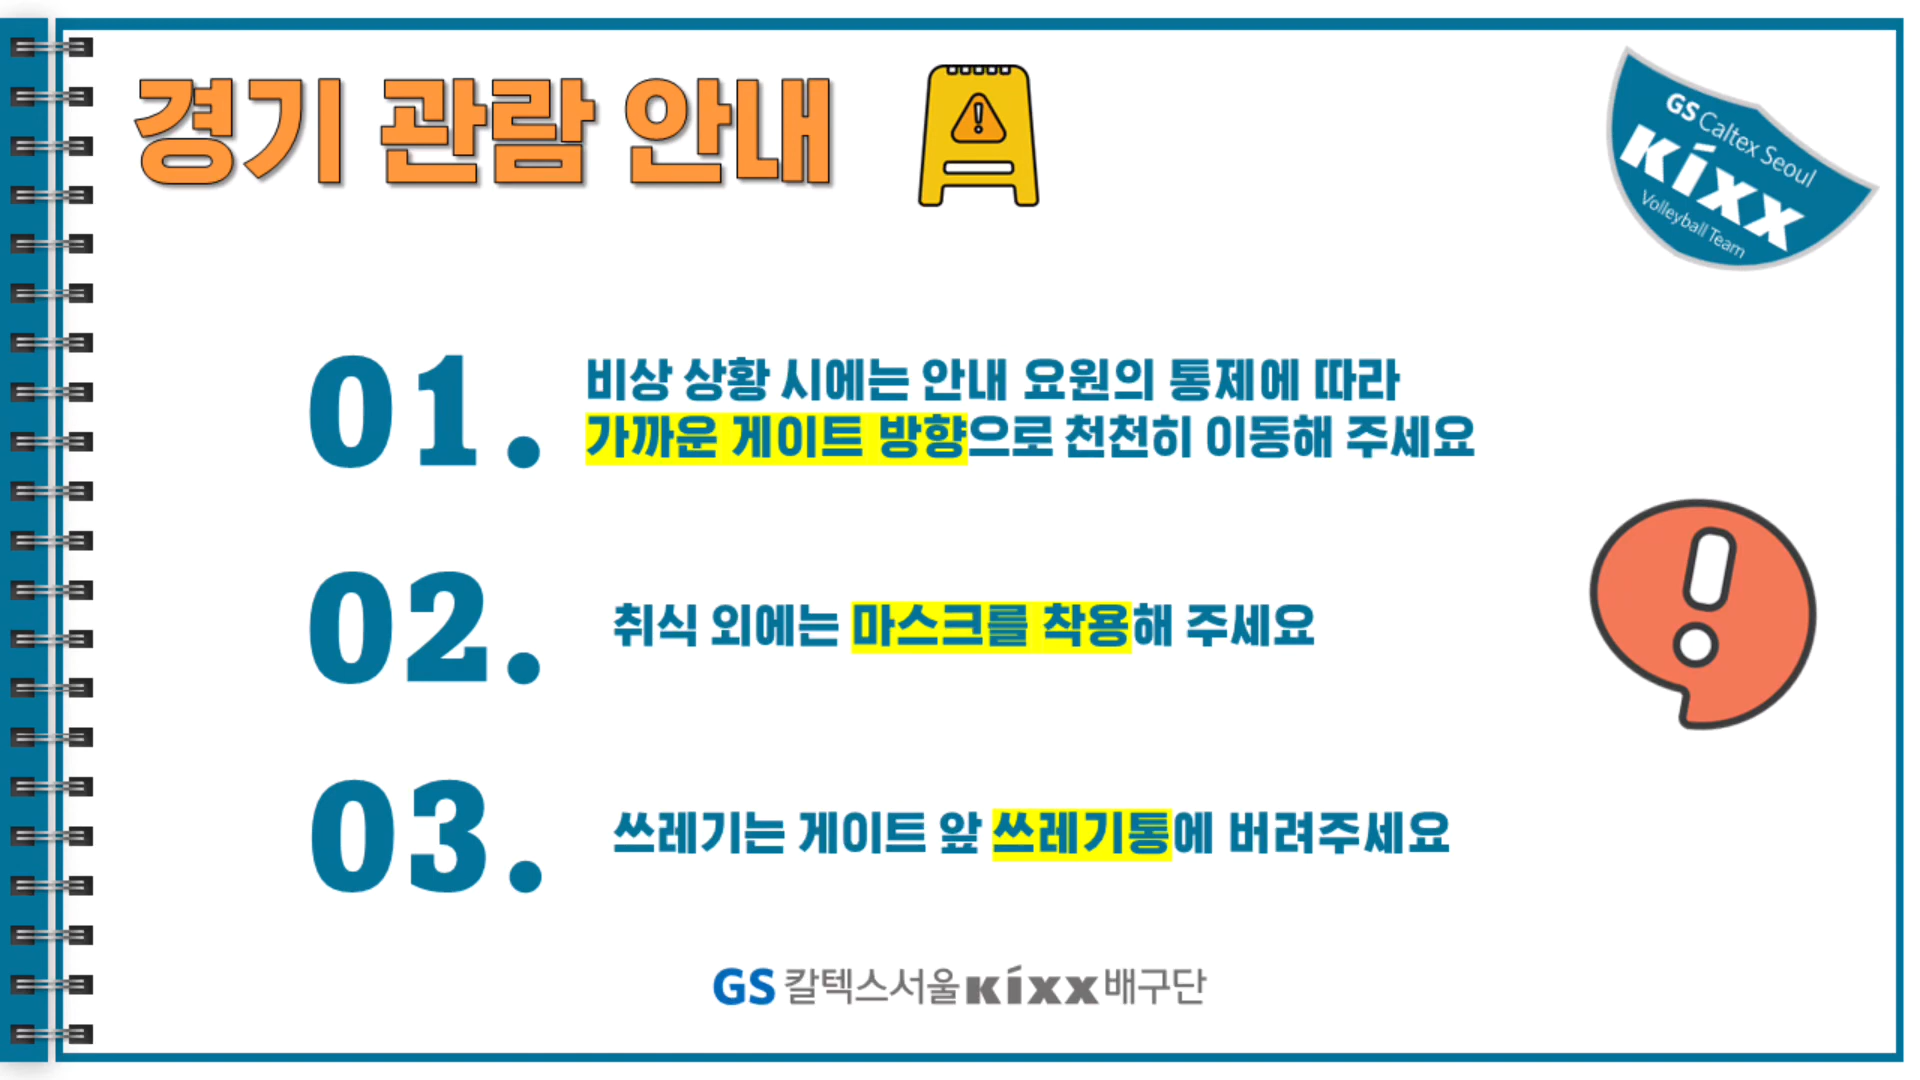 경기 관람 안내
GS Caltex Seoul
Kixx
Volleyball Team
01.
비상 상황 시에는 안내 요원의 통제에 따라
가까운 게이트 방향으로 천천히 이동해 주세요
02.
취식 외에는 마스크를 착용해 주세요
03.
쓰레기는 게이트 앞 쓰레기통에 버려주세요
GS 칼텍스서울 Kixx 배구단